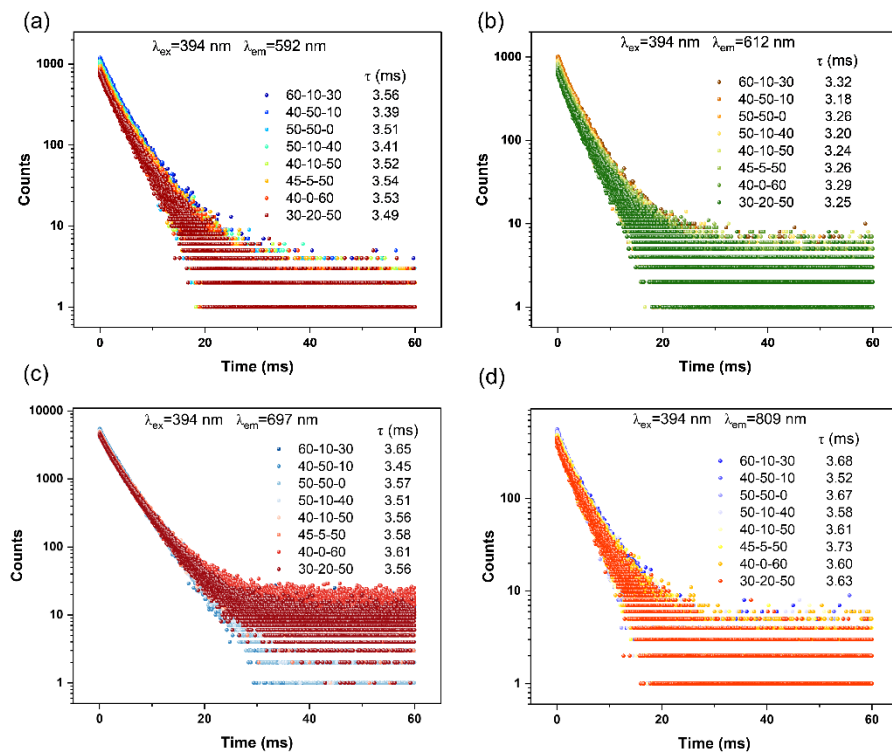 (a)
λex=394 nm λem=592 nm
τ (ms)
60-10-30 3.56
40-50-10 3.39
50-50-0 3.51
50-10-40 3.41
40-10-50 3.52
45-5-50 3.54
40-0-60 3.53
30-20-50 3.49
1000
100
10
1
Counts
0 20 40 60
Time (ms)
(b)
λex=394 nm λem=612 nm
τ (ms)
60-10-30 3.32
40-50-10 3.18
50-50-0 3.26
50-10-40 3.20
40-10-50 3.24
45-5-50 3.26
40-0-60 3.29
30-20-50 3.25
1000
100
10
1
Counts
0 20 40 60
Time (ms)
(c)
λex=394 nm λem=697 nm
τ (ms)
60-10-30 3.65
40-50-10 3.45
50-50-0 3.57
50-10-40 3.51
40-10-50 3.56
45-5-50 3.58
40-0-60 3.61
30-20-50 3.56
10000
1000
100
10
1
Counts
0 20 40 60
Time (ms)
(d)
λex=394 nm λem=809 nm
τ (ms)
60-10-30 3.68
40-50-10 3.52
50-50-0 3.67
50-10-40 3.58
40-10-50 3.61
45-5-50 3.73
40-0-60 3.60
30-20-50 3.63
100
10
1
Counts
0 20 40 60
Time (ms)